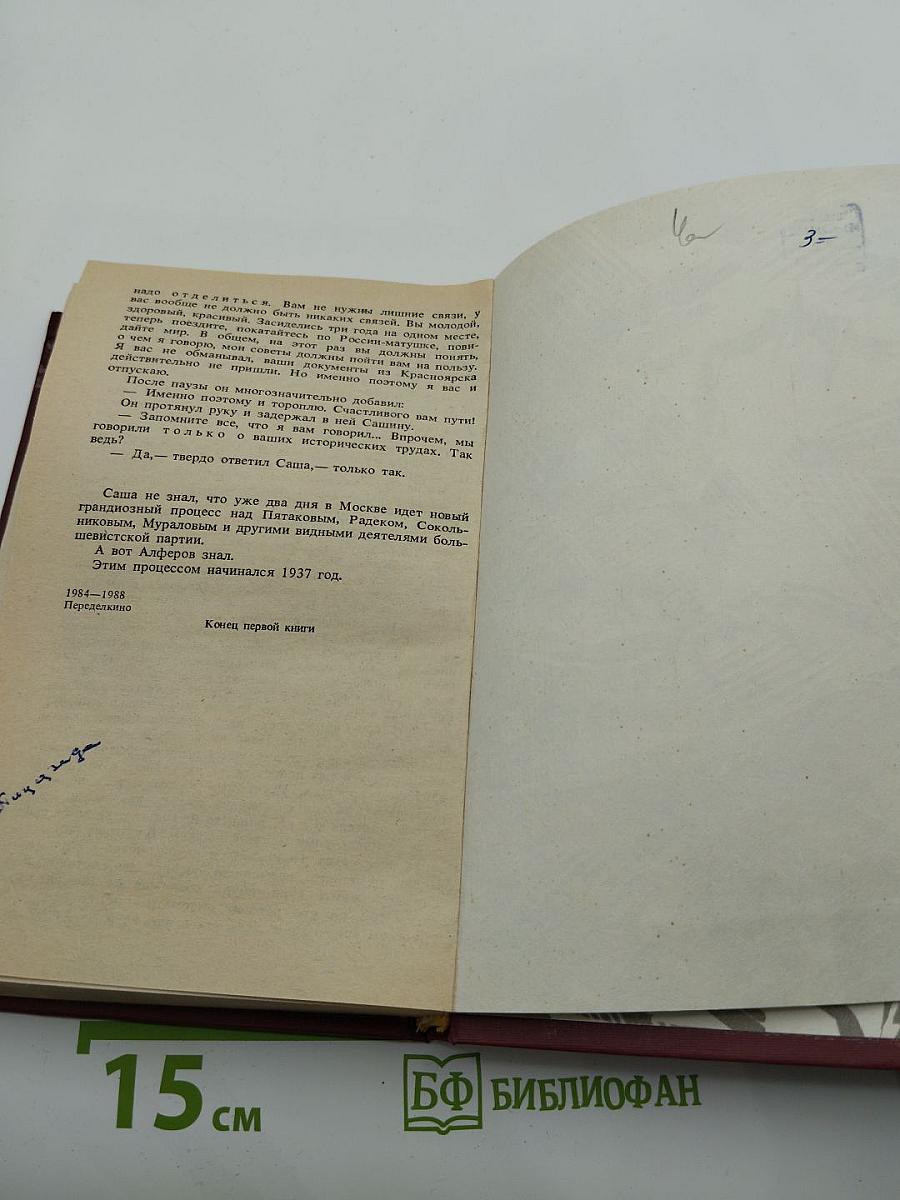 надо отделиться. Вам не нужны лишние связи, у
вас вообще не должно быть никаких связей. Вы молодой,
здоровый, красивый. Засиделись три года на одном месте,
теперь поездите, покатайтесь по России-матушке, пови-
дайте мир. В общем, на этот раз вы должны понять,
о чем я говорю, мои советы должны пойти вам на пользу.
Я вас не обманывал, ваши документы из Красноярска
действительно не пришли. Но именно поэтому я вас и
отпускаю.
После паузы он многозначительно добавил:
— Именно поэтому и тороплю. Счастливого вам пути!
Он протянул руку и задержал в ней Сашину.
— Запомните все, что я вам говорил... Впрочем, мы
говорили только о ваших исторических трудах. Так
ведь?
— Да,— твердо ответил Саша,— только так.
Саша не знал, что уже два дня в Москве идет новый
грандиозный процесс над Пятаковым, Радеком, Соколь-
никовым, Мураловым и другими видными деятелями боль-
шевистской партии.
А вот Алферов знал.
Этим процессом начинался 1937 год.
1984—1988
Переделкино
Конец первой книги
3=
15 см
БФ БИБЛИОФАН